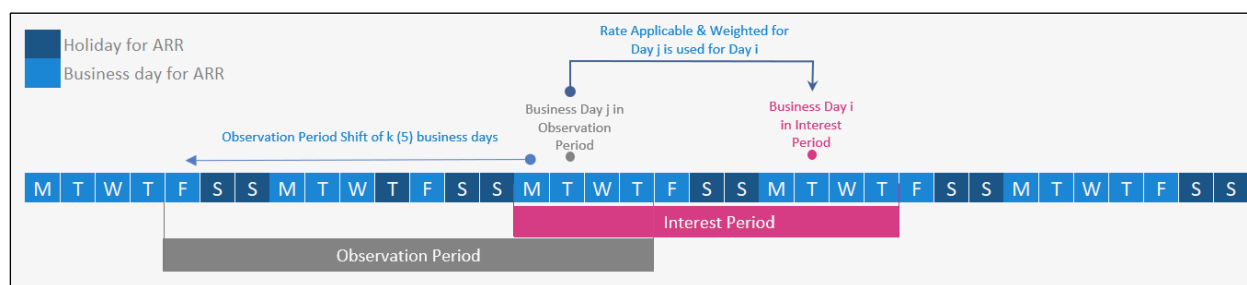 Holiday for ARR
Business day for ARR
Rate Applicable & Weighted for
Day j is used for Day i
Observation Period Shift of k (5) business days
Business Day j in
Observation
Period
Business Day i
in Interest
Period
M T W T F S S M T W T F S S M T W T F S S M T W T F S S M T W T F S S
Interest Period
Observation Period